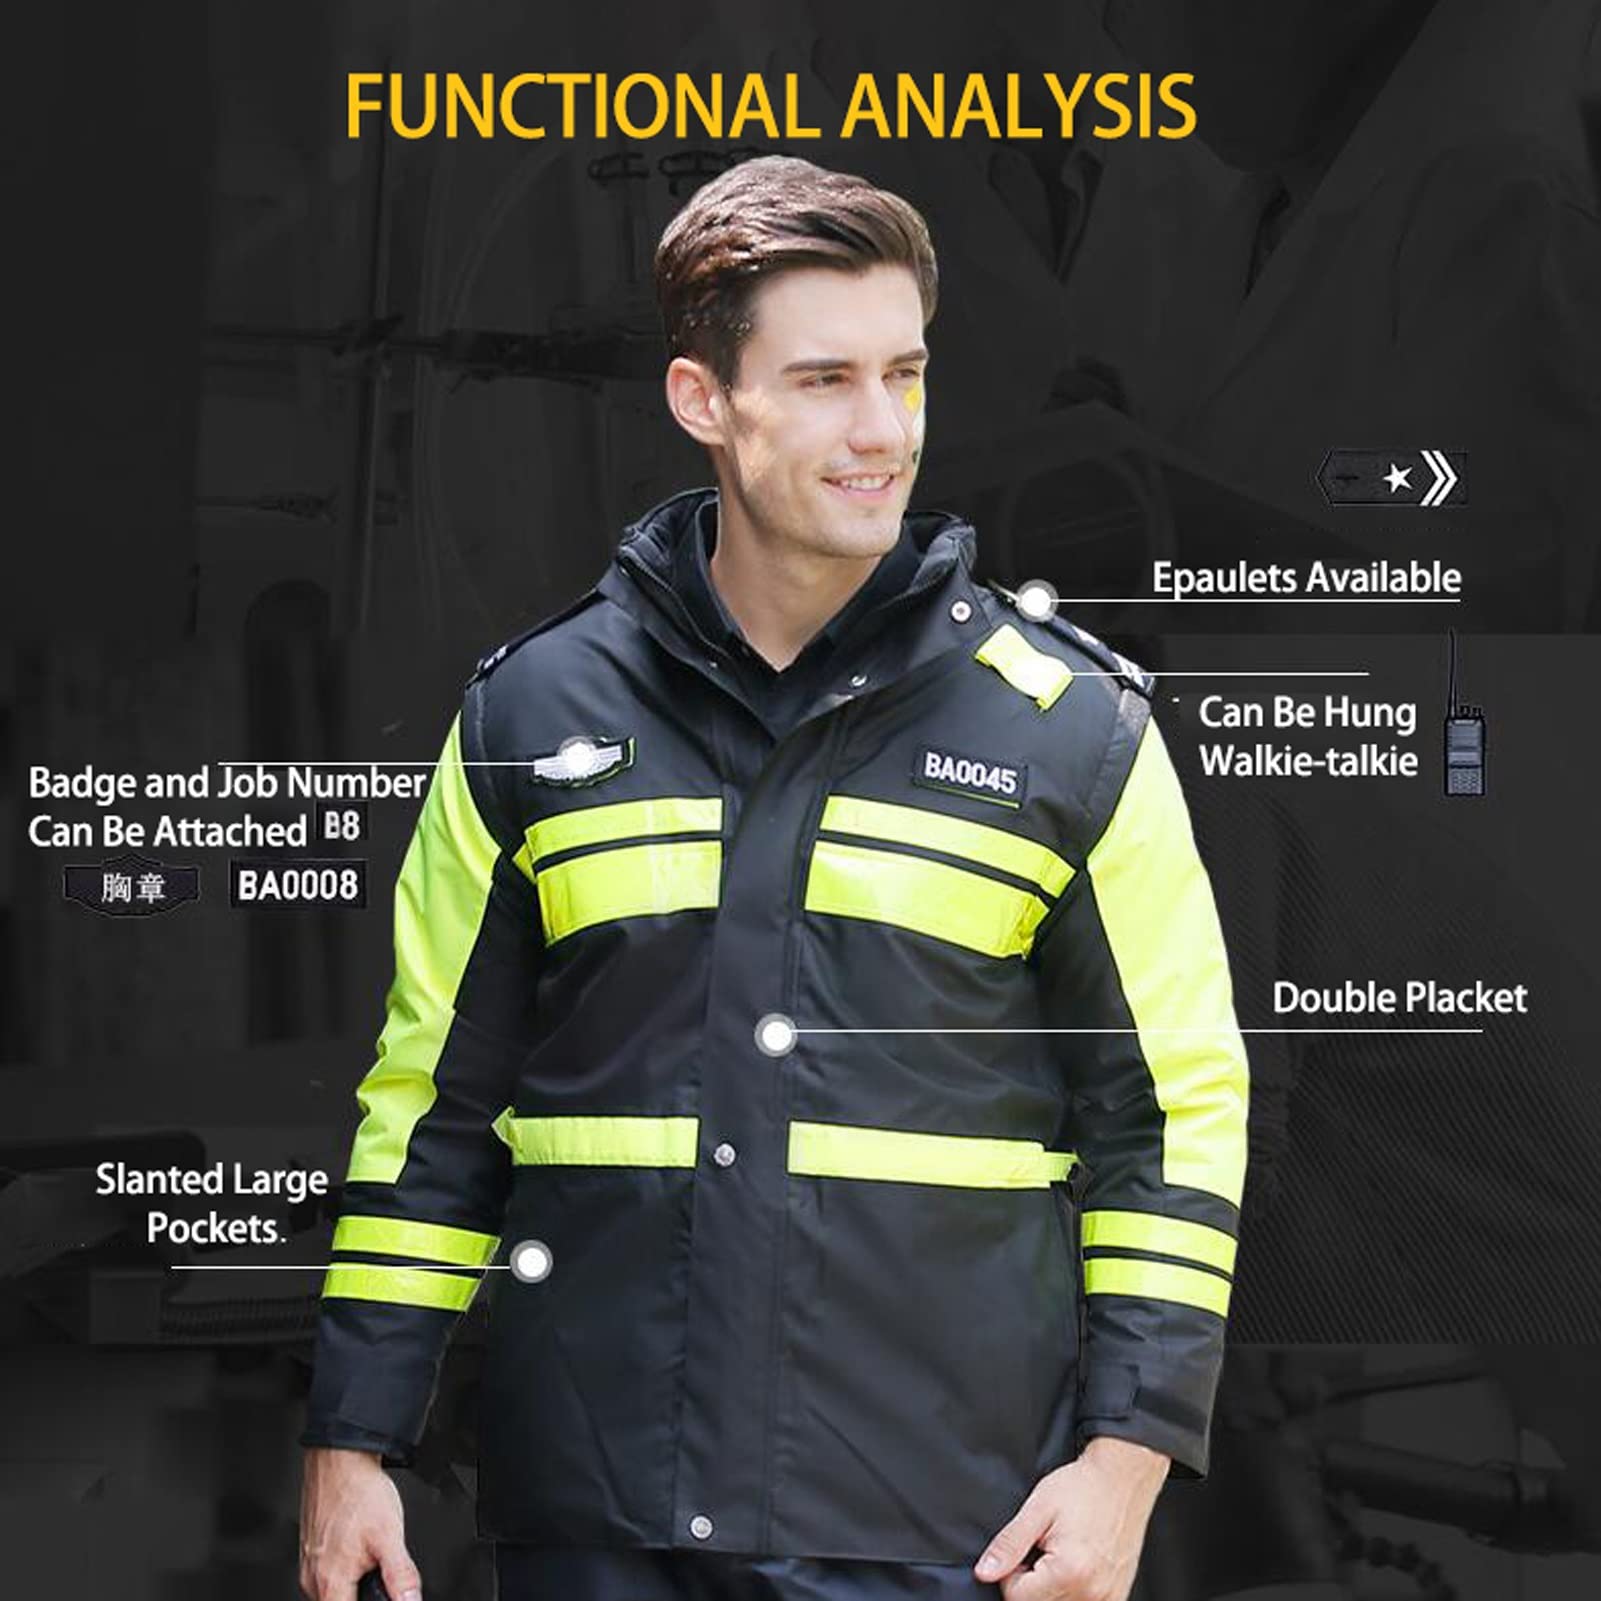 FUNCTIONAL ANALYSIS
Epaulets Available
Can Be Hung
Walkie-talkie
BA0045
Badge and Job Number
Can Be Attached B8
胸章 BA0008
Double Placket
Slanted Large
Pockets.